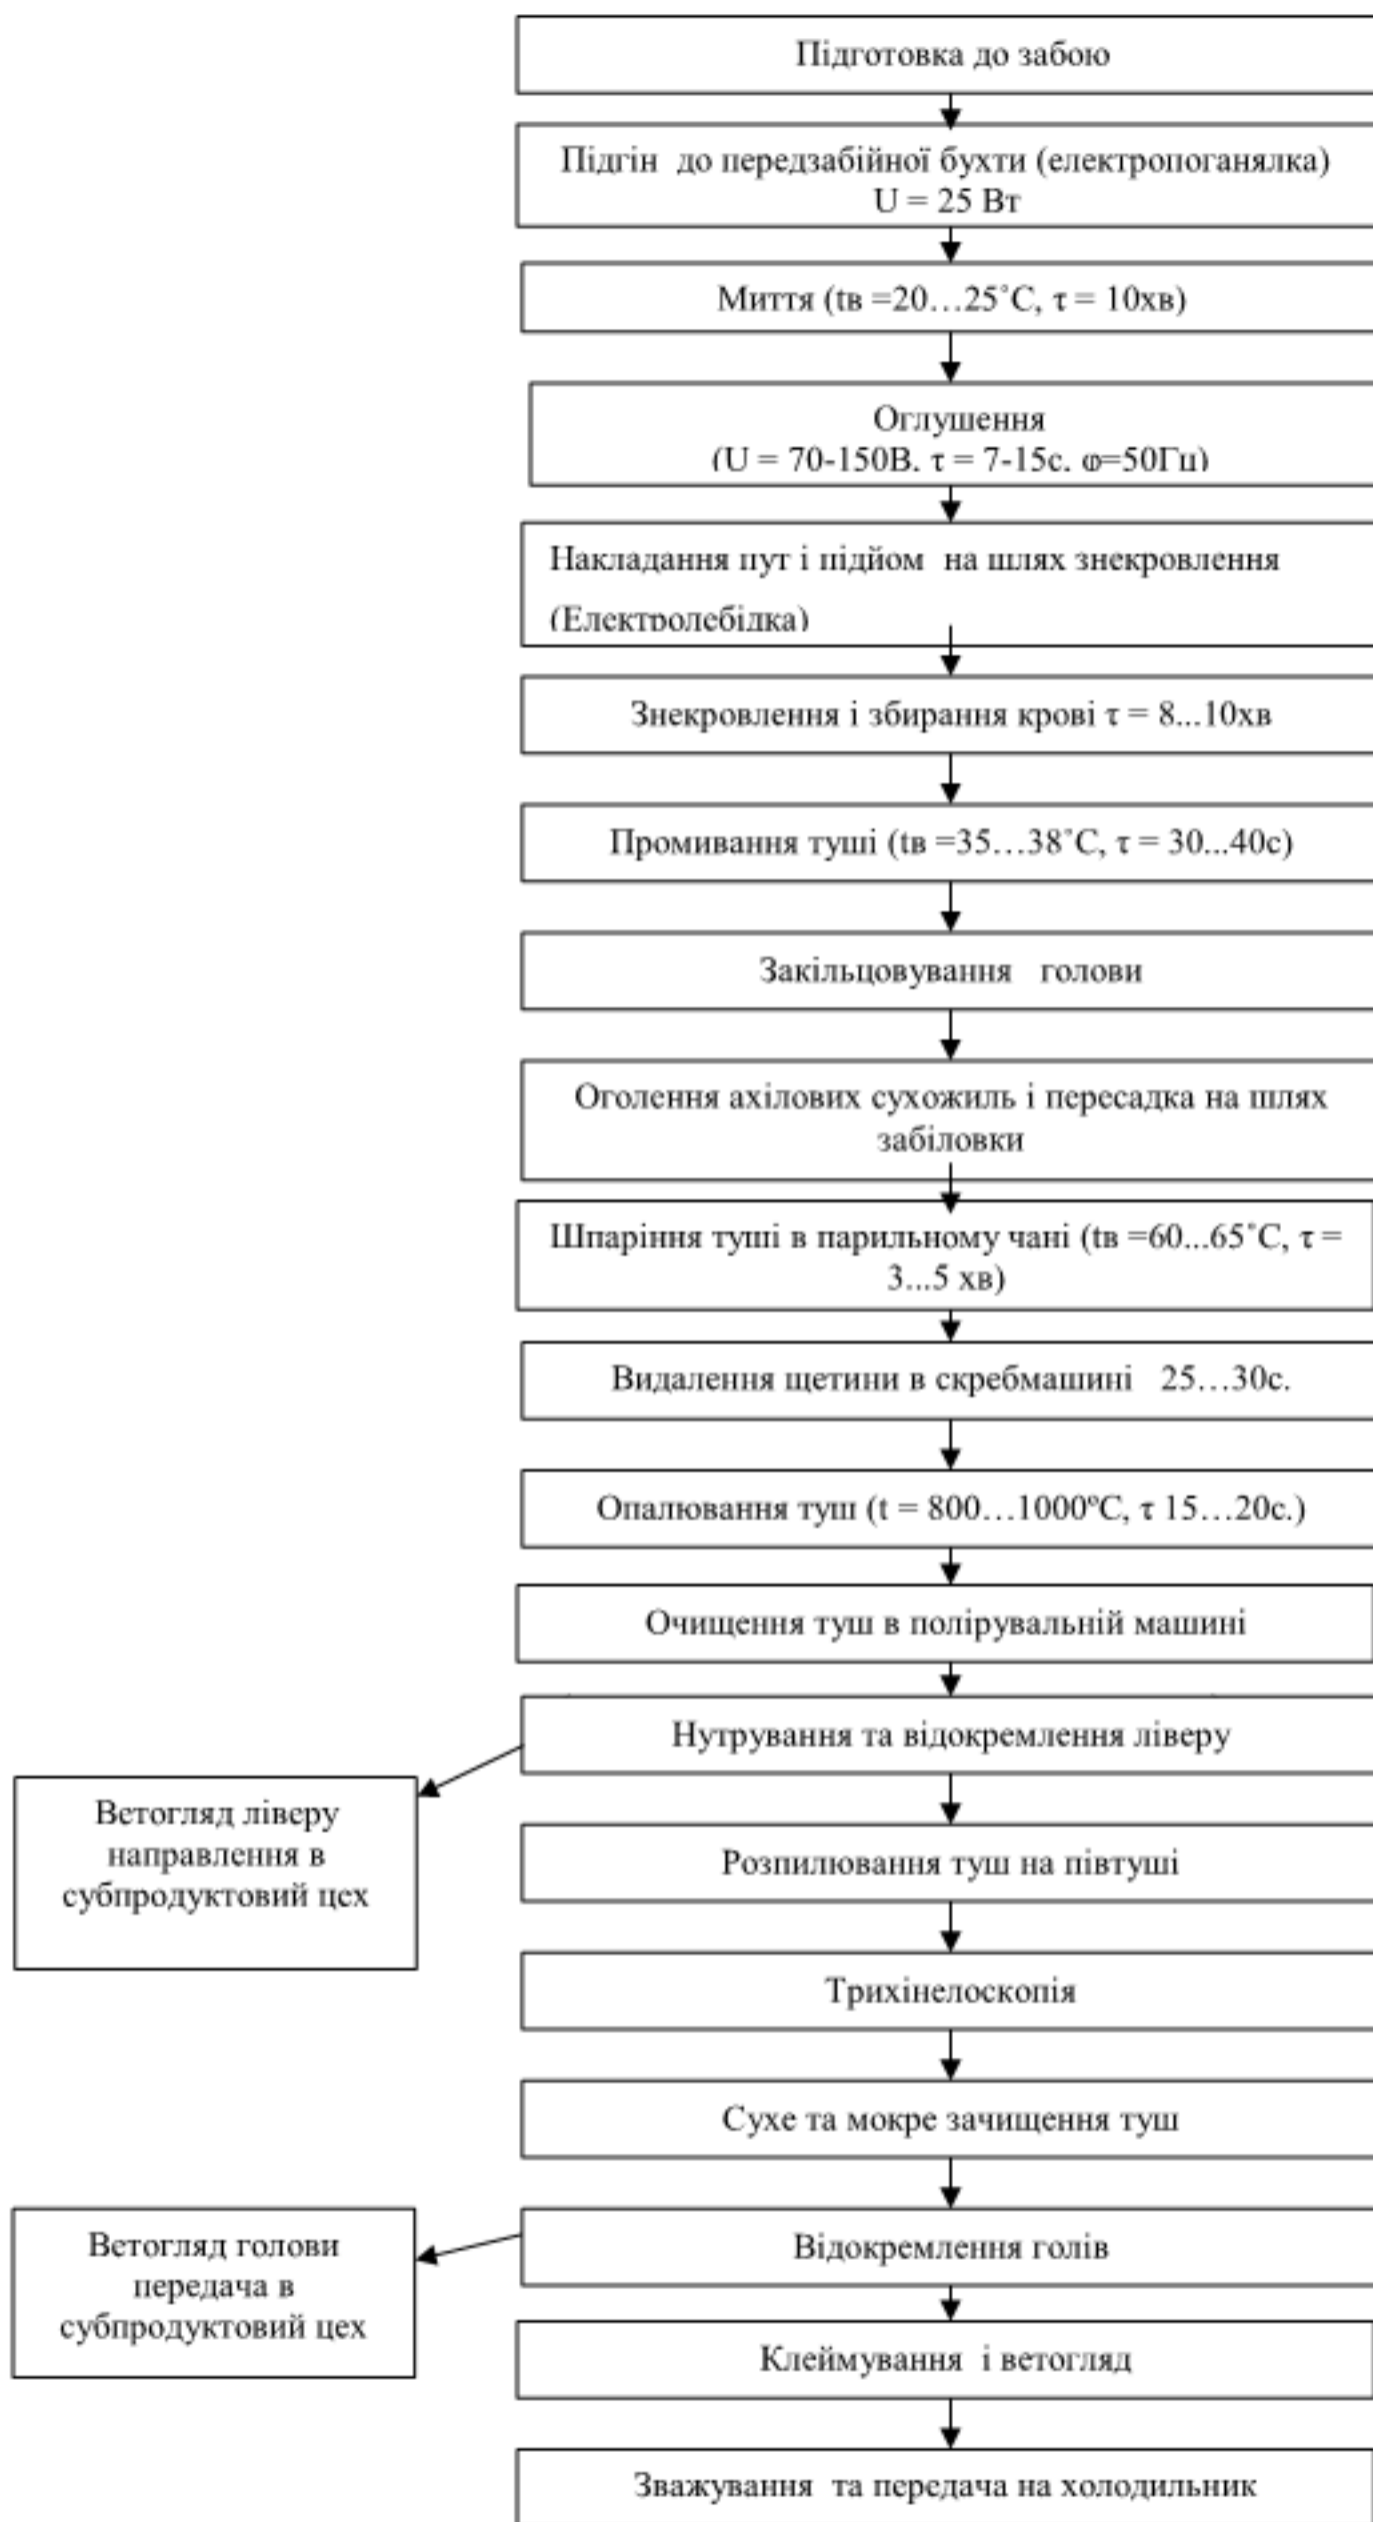 Підготовка до забою
Підгін до передзабійної бухти (електропоганялка)
U = 25 Вт
Миття (tв =20…25˚С, τ = 10хв)
Оглушення
(U = 70-150В, τ = 7-15с, φ=50Гц)
Накладання пут і підйом на шлях знекровлення
(Електролебідка)
Знекровлення і збирання крові τ = 8...10хв
Промивання туші (tв =35…38˚С, τ = 30...40с)
Закільцовування голови
Оголення ахілових сухожиль і пересадка на шлях
забіловки
Шпаріння туші в парильному чані (tв =60...65˚С, τ =
3...5 хв)
Видалення щетини в скребмашині 25…30с.
Опалювання туш (t = 800…1000ºС, τ 15…20с.)
Очищення туш в полірувальній машині
Нутрування та відокремлення ліверу
Ветогляд ліверу
направлення в
субпродуктовий цех
Розпилювання туш на півтуші
Трихінелоскопія
Сухе та мокре зачищення туш
Відокремлення голів
Ветогляд голови
передача в
субпродуктовий цех
Клеймування і ветогляд
Зважування та передача на холодильник